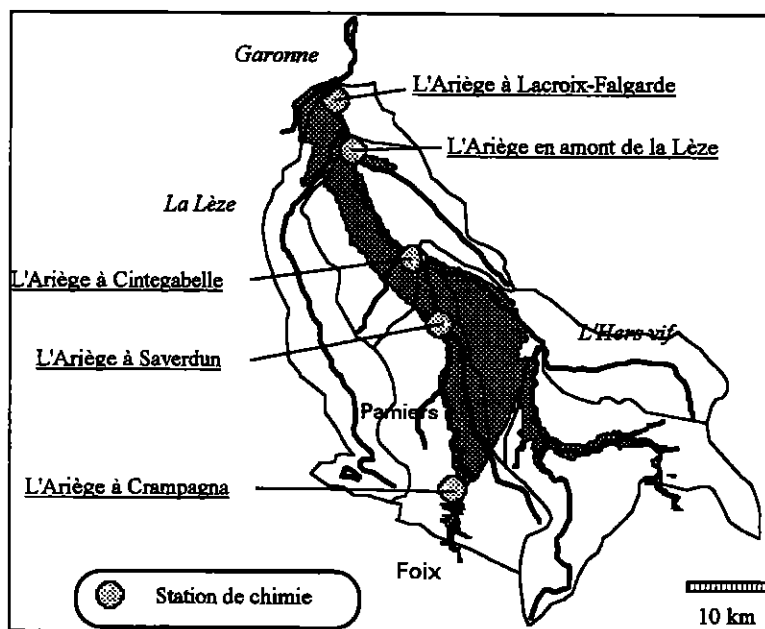 Garonne
L'Ariège à Lacroix-Falgarde
L'Ariège en amont de la Lèze
La Lèze
L'Ariège à Cintegabelle
L'Hers vif
L'Ariège à Saverdun
Pamiers
L'Ariège à Crampagna
Foix
Station de chimie
10 km